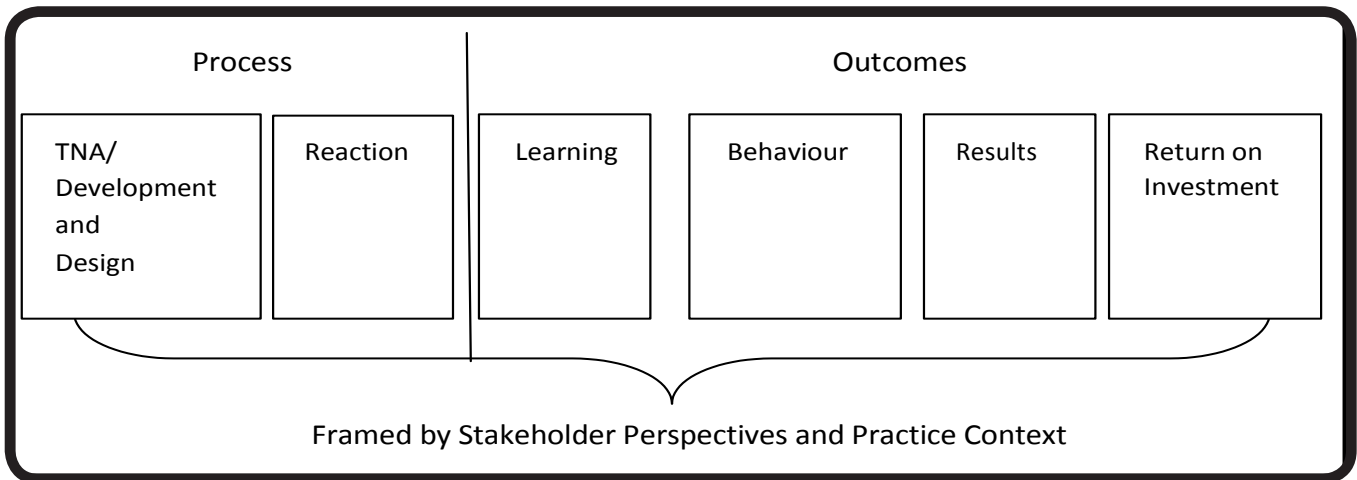 Process
Outcomes
TNA/
Development
and
Design
Reaction
Learning
Behaviour
Results
Return on
Investment
Framed by Stakeholder Perspectives and Practice Context